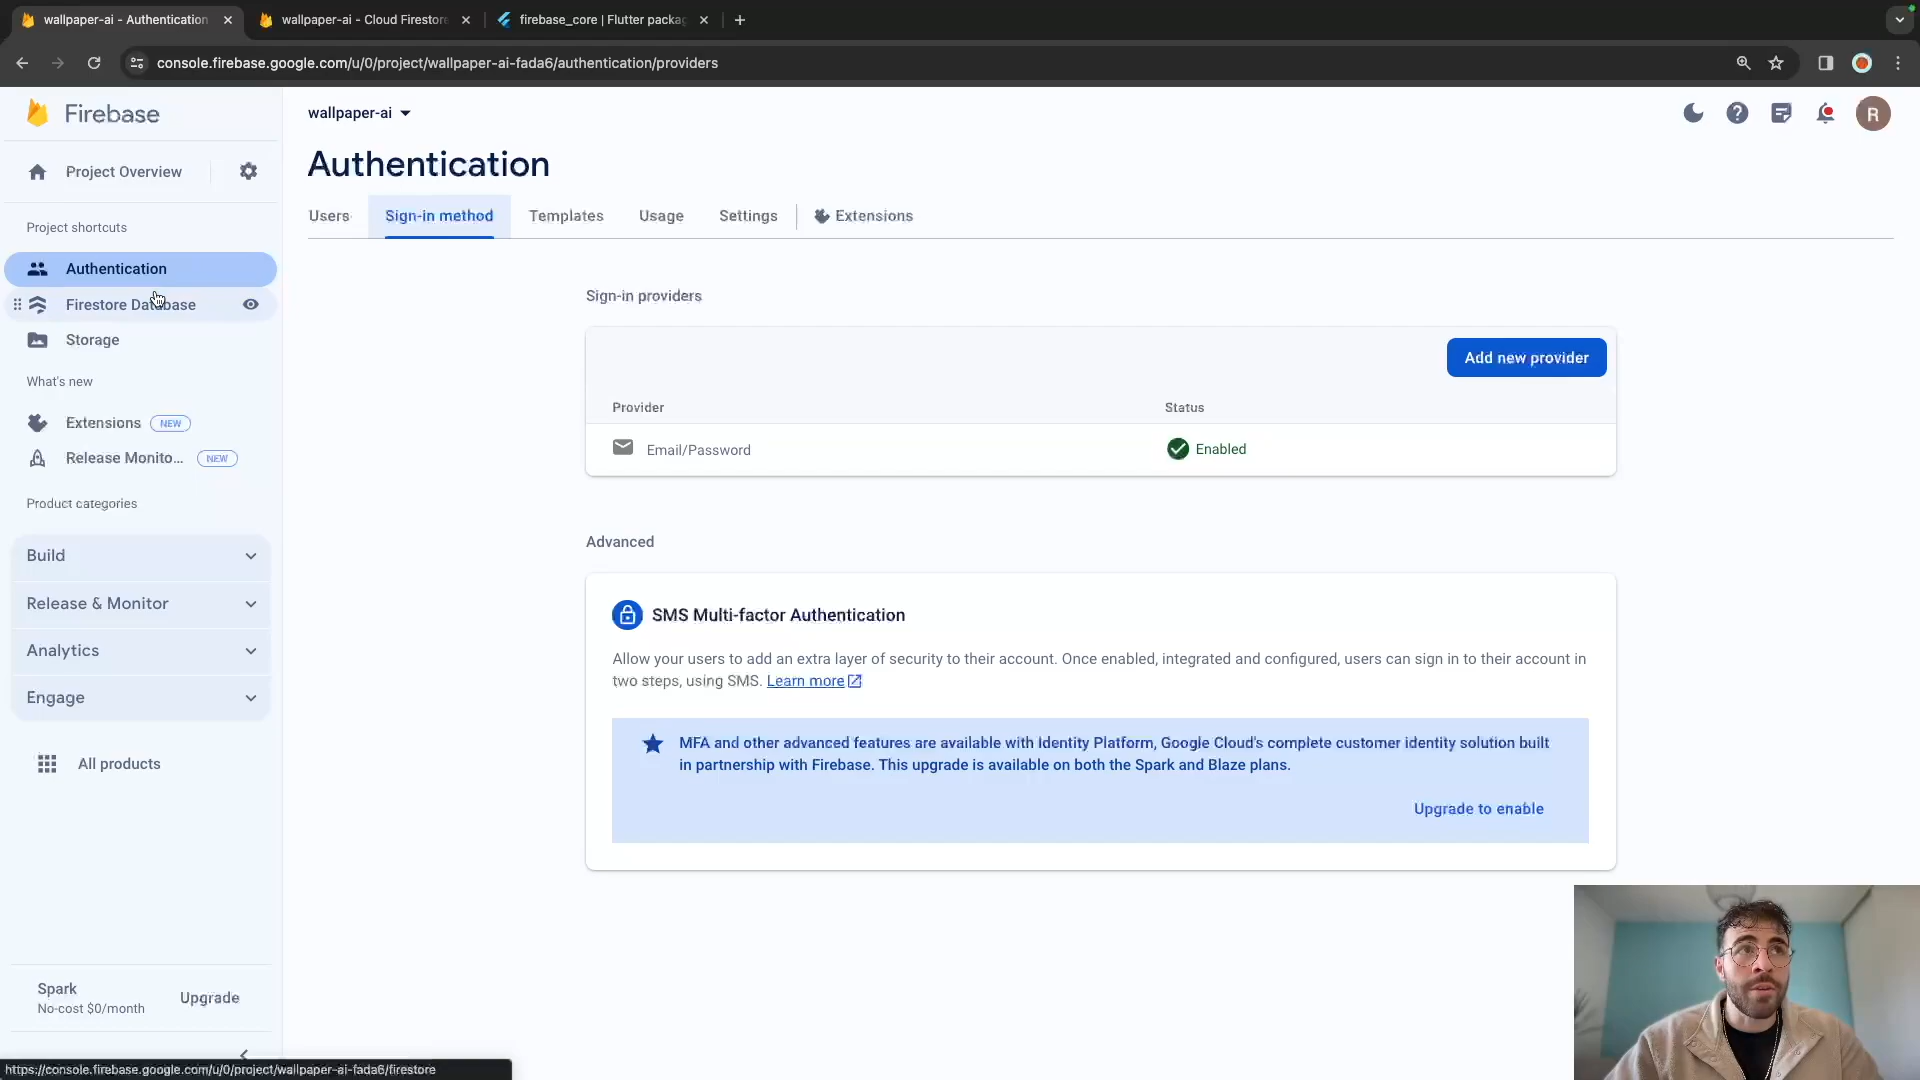 wallpaper-ai - Authentication
wallpaper-ai - Cloud Firestore
firebase_core | Flutter packag
console.firebase.google.com/u/0/project/wallpaper-ai-fada6/authentication/providers
Firebase
wallpaper-ai
R
Project Overview
Authentication
Users
Sign-in method
Templates
Usage
Settings
Extensions
Project shortcuts
Authentication
Firestore Database
Storage
What's new
Extensions NEW
Release Monito... NEW
Product categories
Build
Release & Monitor
Analytics
Engage
All products
Spark
No-cost $0/month
Upgrade
Sign-in providers
Add new provider
Provider
Status
Email/Password
Enabled
Advanced
SMS Multi-factor Authentication
Allow your users to add an extra layer of security to their account. Once enabled, integrated and configured, users can sign in to their account in
two steps, using SMS. Learn more
MFA and other advanced features are available with Identity Platform, Google Cloud's complete customer identity solution built
in partnership with Firebase. This upgrade is available on both the Spark and Blaze plans.
Upgrade to enable
https://console.firebase.google.com/u/0/project/wallpaper-ai-fada6/firestore